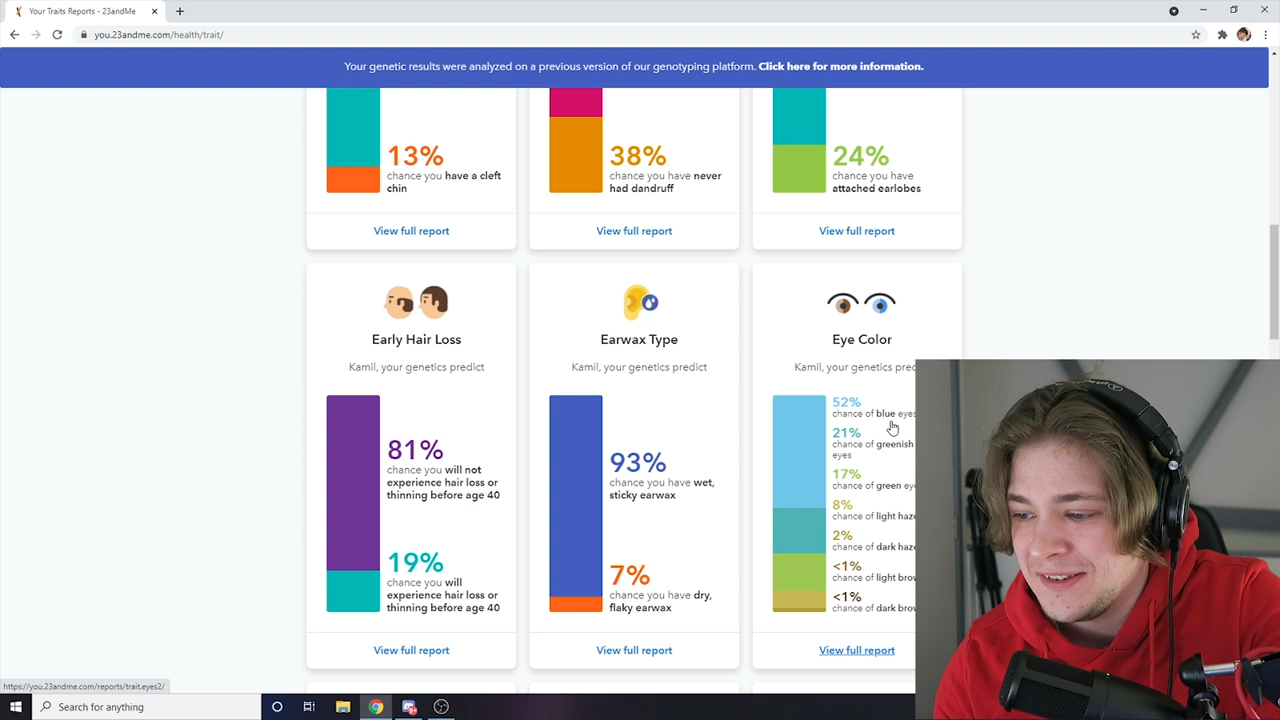 Your Traits Reports - 23andMe
you.23andme.com/health/trait/
Your genetic results were analyzed on a previous version of our genotyping platform. Click here for more information.
13%
chance you have a cleft
chin
View full report
38%
chance you have never
had dandruff
View full report
24%
chance you have
attached earlobes
View full report
Early Hair Loss
Kamil, your genetics predict
81%
chance you will not
experience hair loss or
thinning before age 40
19%
chance you will
experience hair loss or
thinning before age 40
View full report
Earwax Type
Kamil, your genetics predict
93%
chance you have wet,
sticky earwax
7%
chance you have dry,
flaky earwax
View full report
Eye Color
Kamil, your genetics
52%
chance of blue eyes
21%
chance of greenish
eyes
17%
chance of green
8%
chance of light
2%
chance of dark
<1%
chance of light
<1%
chance of dark
View full report
https://you.23andme.com/reports/trait.eyes2/
Search for anything